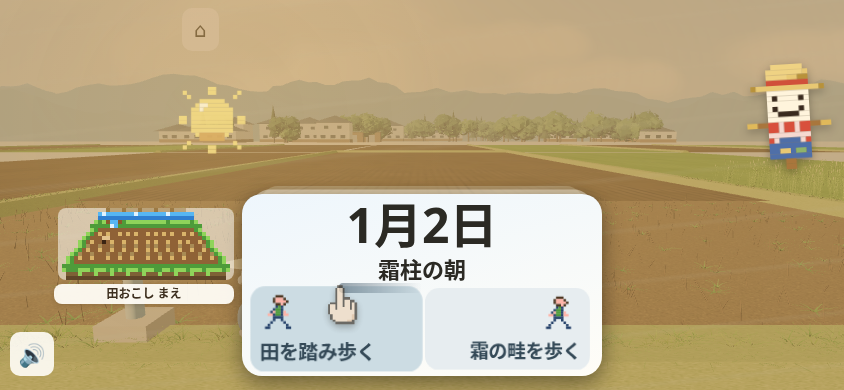 1月2日
霜柱の朝
田おこし まえ
田を踏み歩く
霜の畦を歩く